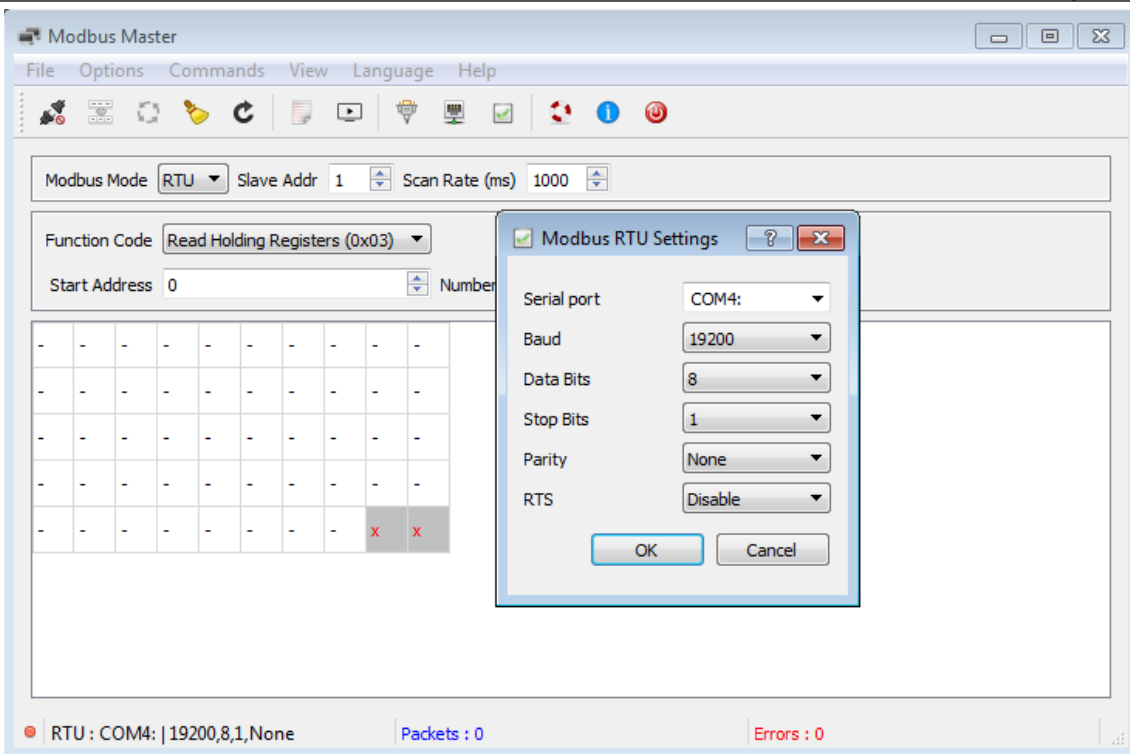 Modbus Master
File Options Commands View Language Help
Modbus Mode RTU Slave Addr 1 Scan Rate (ms) 1000
Function Code Read Holding Registers (0x03)
Start Address 0 Number
Modbus RTU Settings
Serial port COM4:
Baud 19200
Data Bits 8
Stop Bits 1
Parity None
RTS Disable
OK Cancel
- - - - - - - - - -
- - - - - - - - - -
- - - - - - - - - -
- - - - - - - - - -
- - - - - - - - x x
RTU : COM4: | 19200,8,1,None Packets : 0 Errors : 0